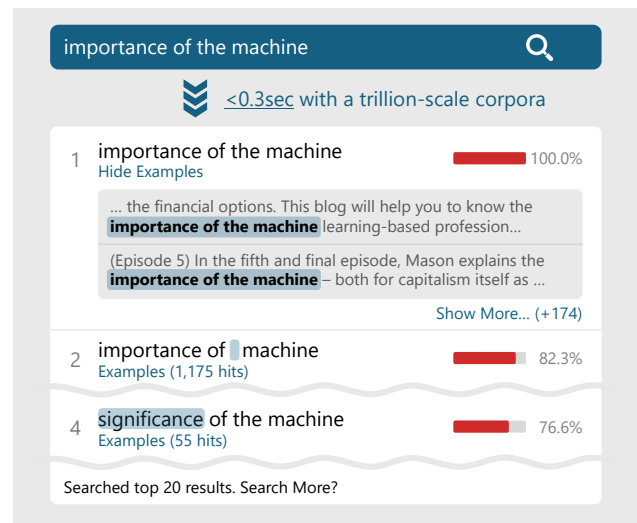 importance of the machine
<0.3sec with a trillion-scale corpora
1 importance of the machine 100.0%
Hide Examples
... the financial options. This blog will help you to know the
importance of the machine learning-based profession...
(Episode 5) In the fifth and final episode, Mason explains the
importance of the machine – both for capitalism itself as ...
Show More... (+174)
2 importance of machine 82.3%
Examples (1,175 hits)
4 significance of the machine 76.6%
Examples (55 hits)
Searched top 20 results. Search More?